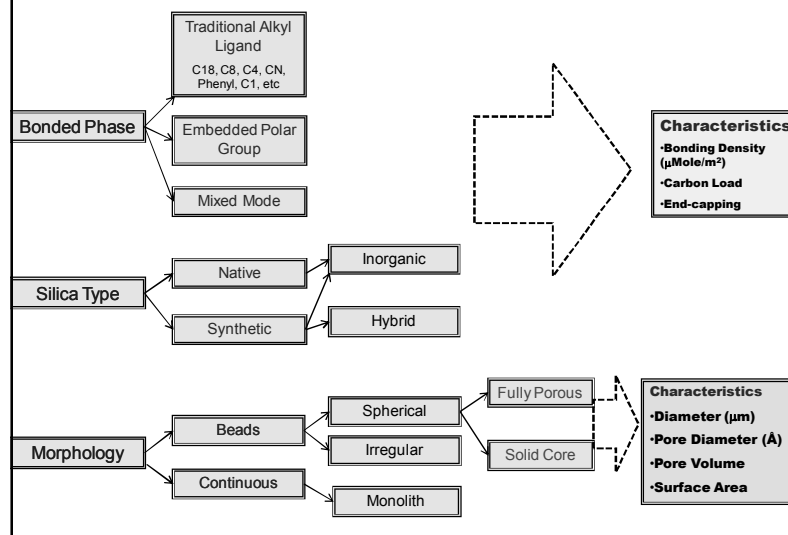 Traditional Alkyl
Ligand
C18, C8, C4, CN,
Phenyl, C1, etc
Bonded Phase
Embedded Polar
Group
Mixed Mode
Characteristics
•Bonding Density
(μMole/m²)
•Carbon Load
•End-capping
Silica Type
Native
Synthetic
Inorganic
Hybrid
Morphology
Beads
Continuous
Spherical
Irregular
Monolith
Fully Porous
Solid Core
Characteristics
•Diameter (μm)
•Pore Diameter (Å)
•Pore Volume
•Surface Area